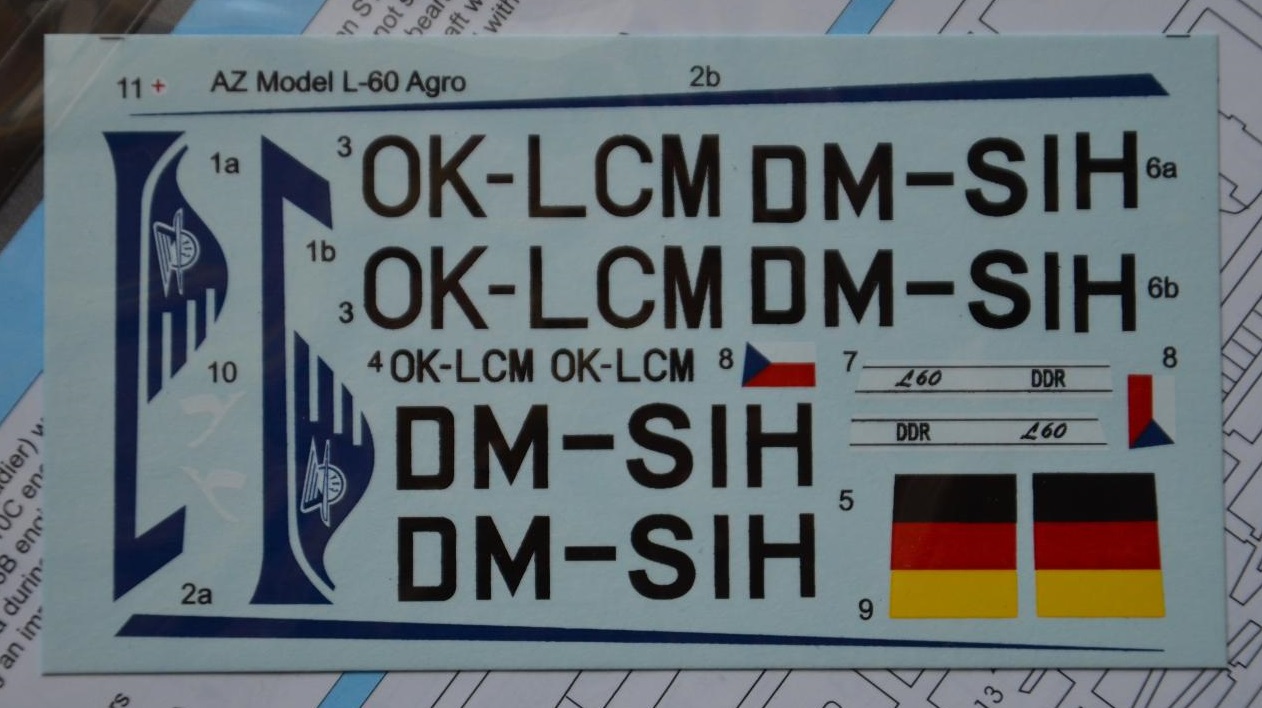 11 + AZ Model L-60 Agro 2b
1a 3 OK-LCM DM-SIH 6a
1b 3 OK-LCM DM-SIH 6b
10 4 OK-LCM OK-LCM 8 7 L60 DDR 8
DDR L60
DM-SIH
5
DM-SIH
2a 9
13